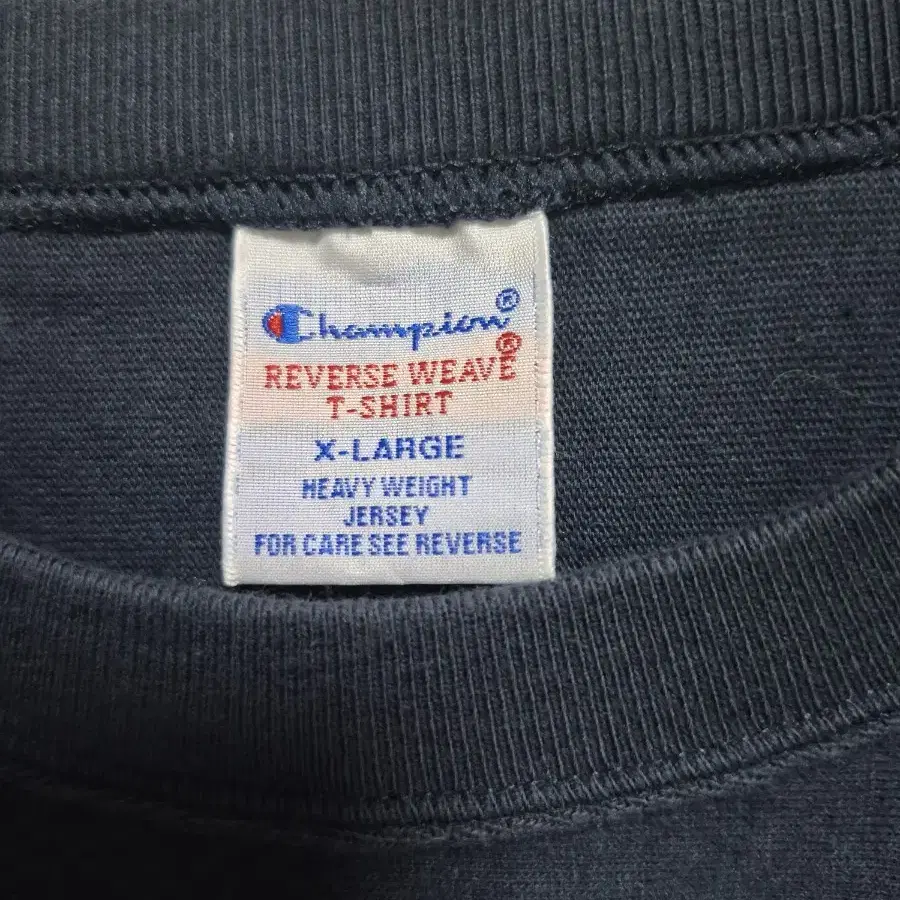 Champion®
REVERSE WEAVE®
T-SHIRT
X-LARGE
HEAVY WEIGHT
JERSEY
FOR CARE SEE REVERSE